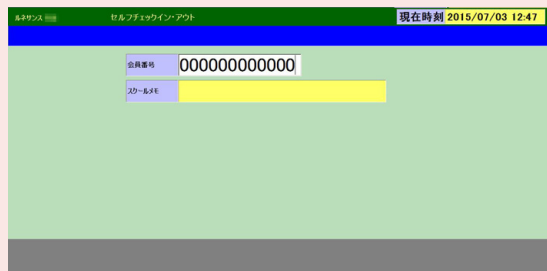 ルネサンス
セルフチェックイン・アウト
現在時刻 2015/07/03 12:47
会員番号 000000000000
スクールメモ